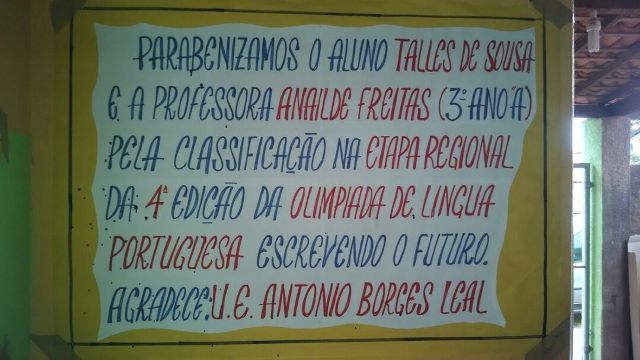 PARABENIZAMOS O ALUNO TALLES DE SOUSA
E A PROFESSORA ANAILDE FREITAS (3º ANO "A)
PELA CLASSIFICAÇÃO NA ETAPA REGIONAL
DA 4ª EDIÇÃO DA OLIMPIADA DE LINGUA
PORTUGUESA ESCREVENDO O FUTURO.
AGRADECE: U. E. ANTONIO BORGES LEAL